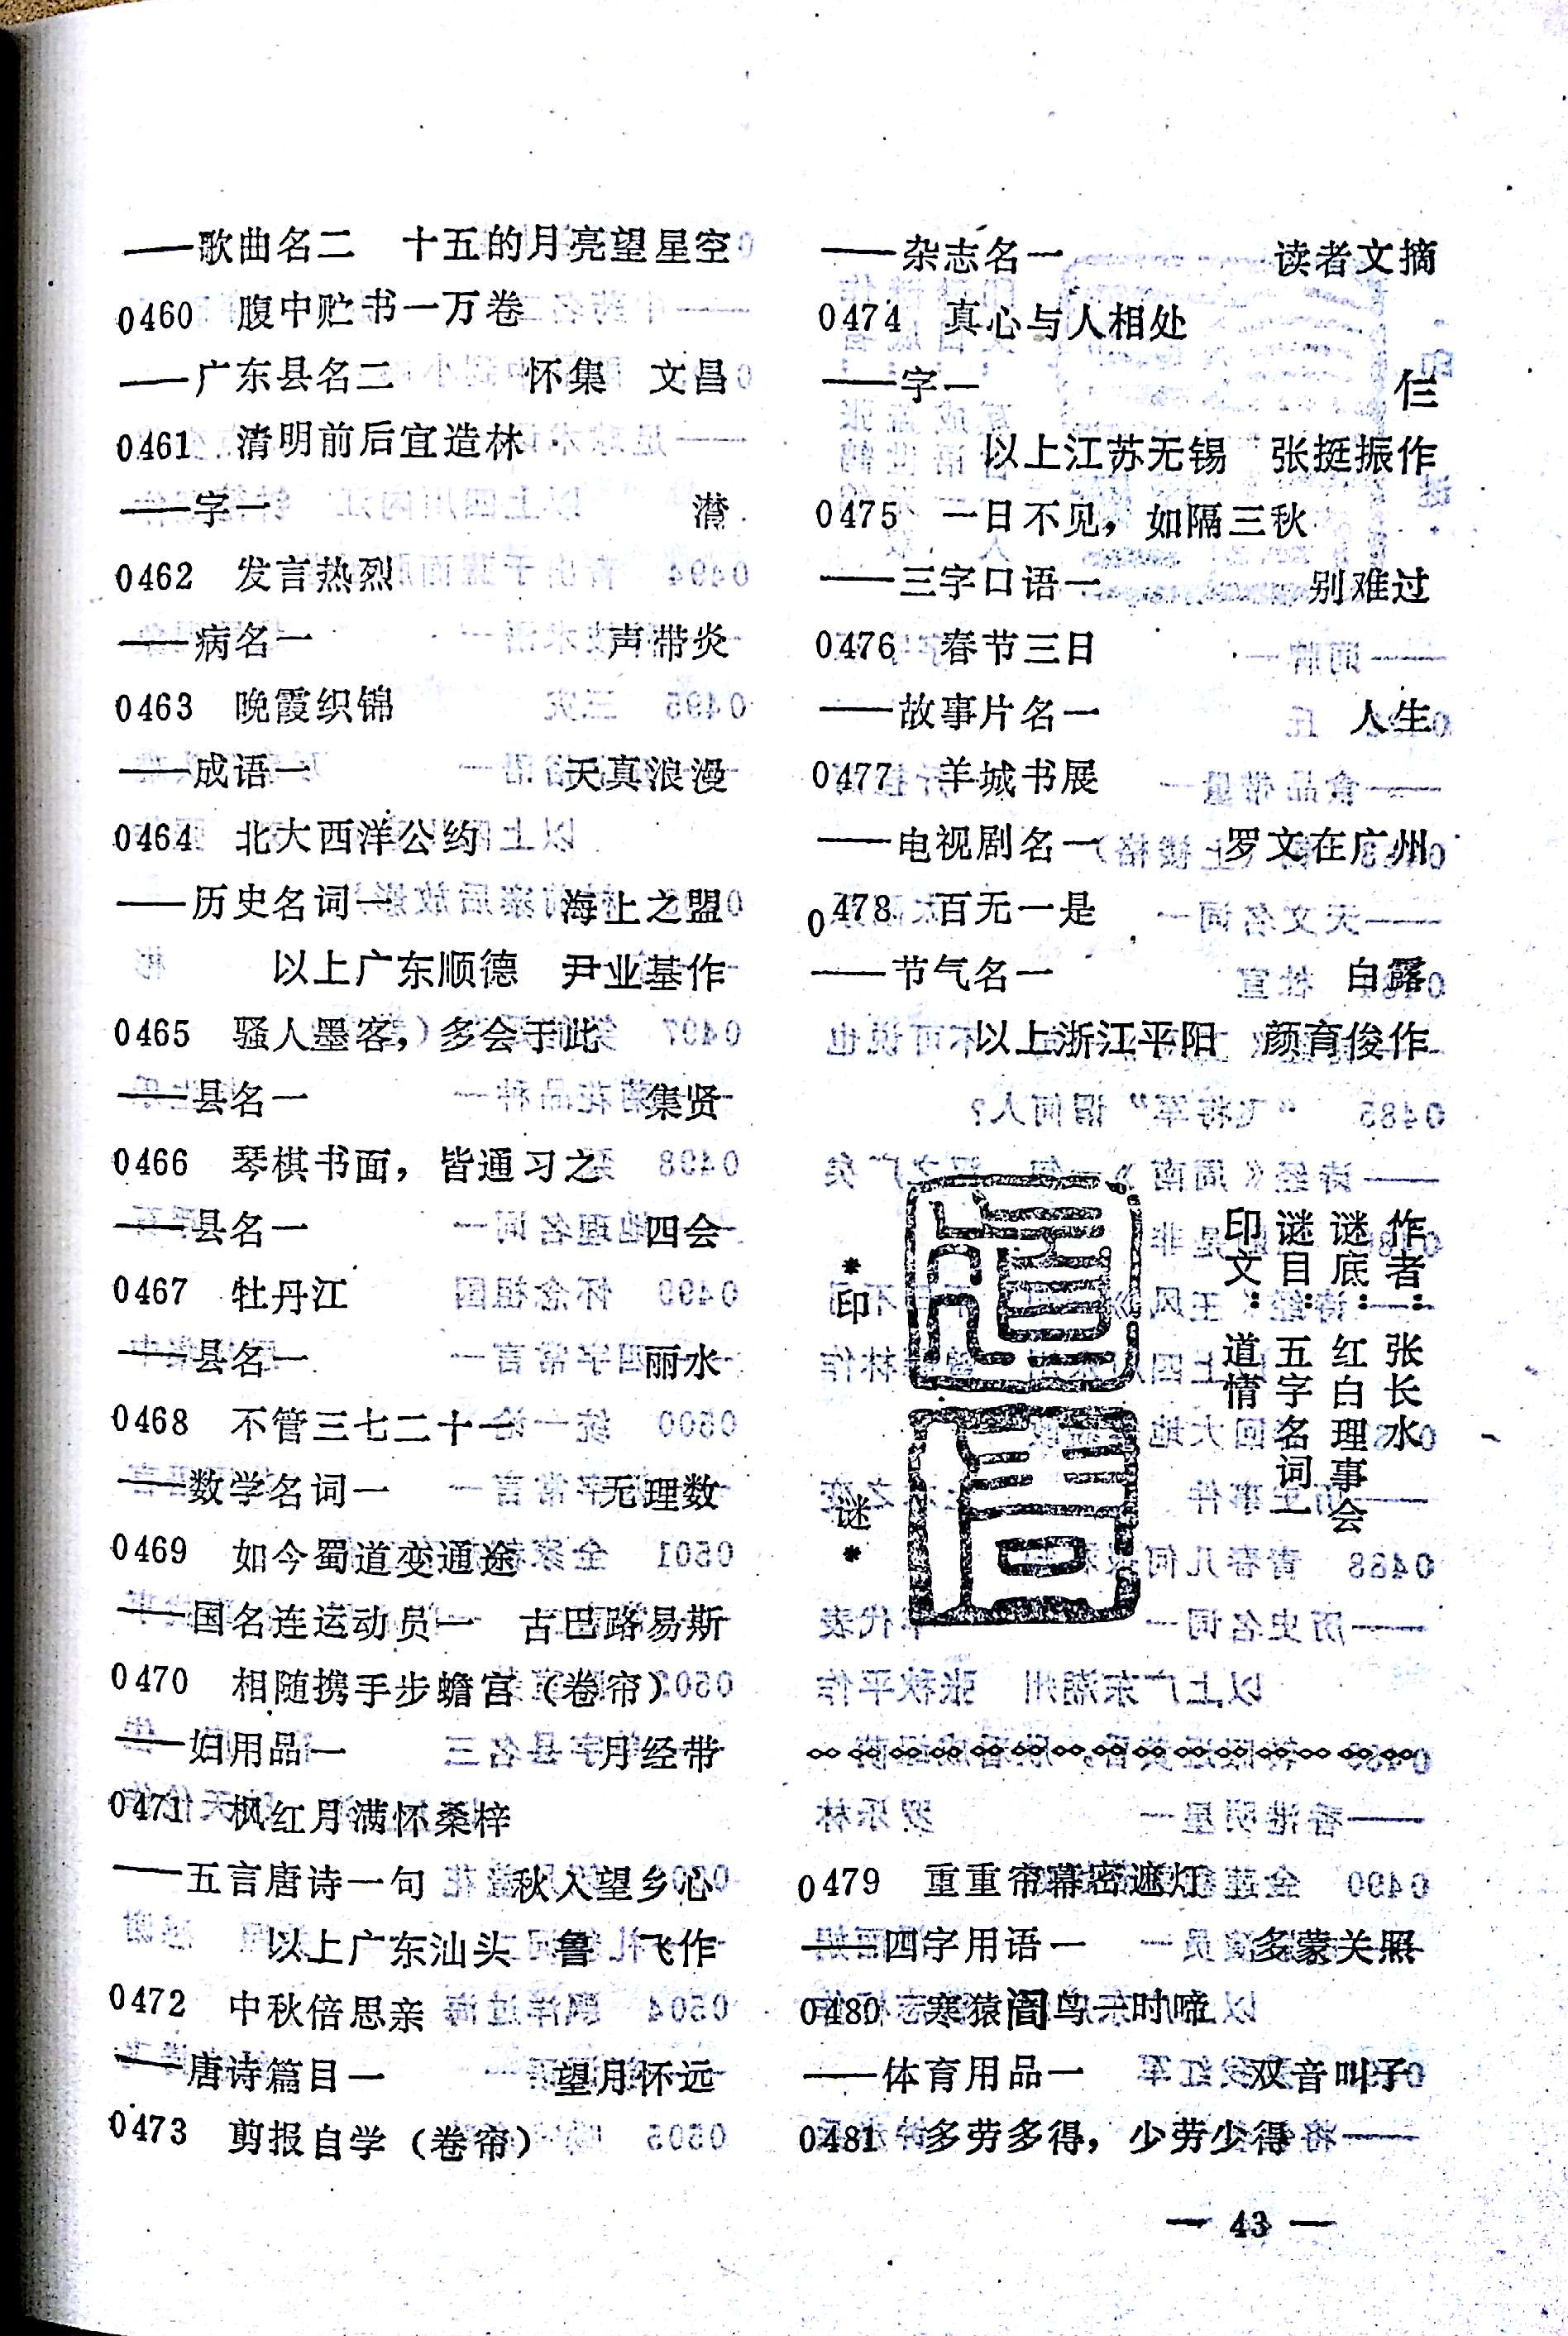 ——歌曲名二　十五的月亮望星空
0460　腹中贮书一万卷
——广东县名二　怀集　文昌
0461　清明前后宜造林
——字一　潸
0462　发言热烈
——病名一　声带炎
0463　晚霞织锦
——成语一　天真浪漫
0464　北大西洋公约
——历史名词一　海上之盟
以上广东顺德　尹业基作
0465　骚人墨客，多会于此
——县名一　集贤
0466　琴棋书画，皆通习之
——县名一　四会
0467　牡丹江
——县名一　丽水
0468　不管三七二十一
——数学名词一　无理数
0469　如今蜀道变通途
——国名连运动员一　古巴路易斯
0470　相随携手步蟾宫（卷帘）
——妇用品一　月经带
0471　枫红月满怀桑梓
——五言唐诗一句　秋入望乡心
以上广东汕头　鲁　飞作
0472　中秋倍思亲
——唐诗篇目一　望月怀远
0473　剪报自学（卷帘）
——杂志名一　读者文摘
0474　真心与人相处
——字一　仨
以上江苏无锡　张挺振作
0475　一日不见，如隔三秋
——三字口语一　别难过
0476　春节三日
——故事片名一　人生
0477　羊城书展
——电视剧名一　罗文在广州
0478　百无一是
——节气名一　白露
以上浙江平阳　颜育俊作
*印　谜*
印文：道情
谜目：五字名词一
谜底：红白理事会
作者：张长水
0479　重重帘幕密遮灯
——四字用语一　多蒙关照
0480　寒猿闇鸟一时啼
——体育用品一　双音叫子
0481　多劳多得，少劳少得
— 43 —